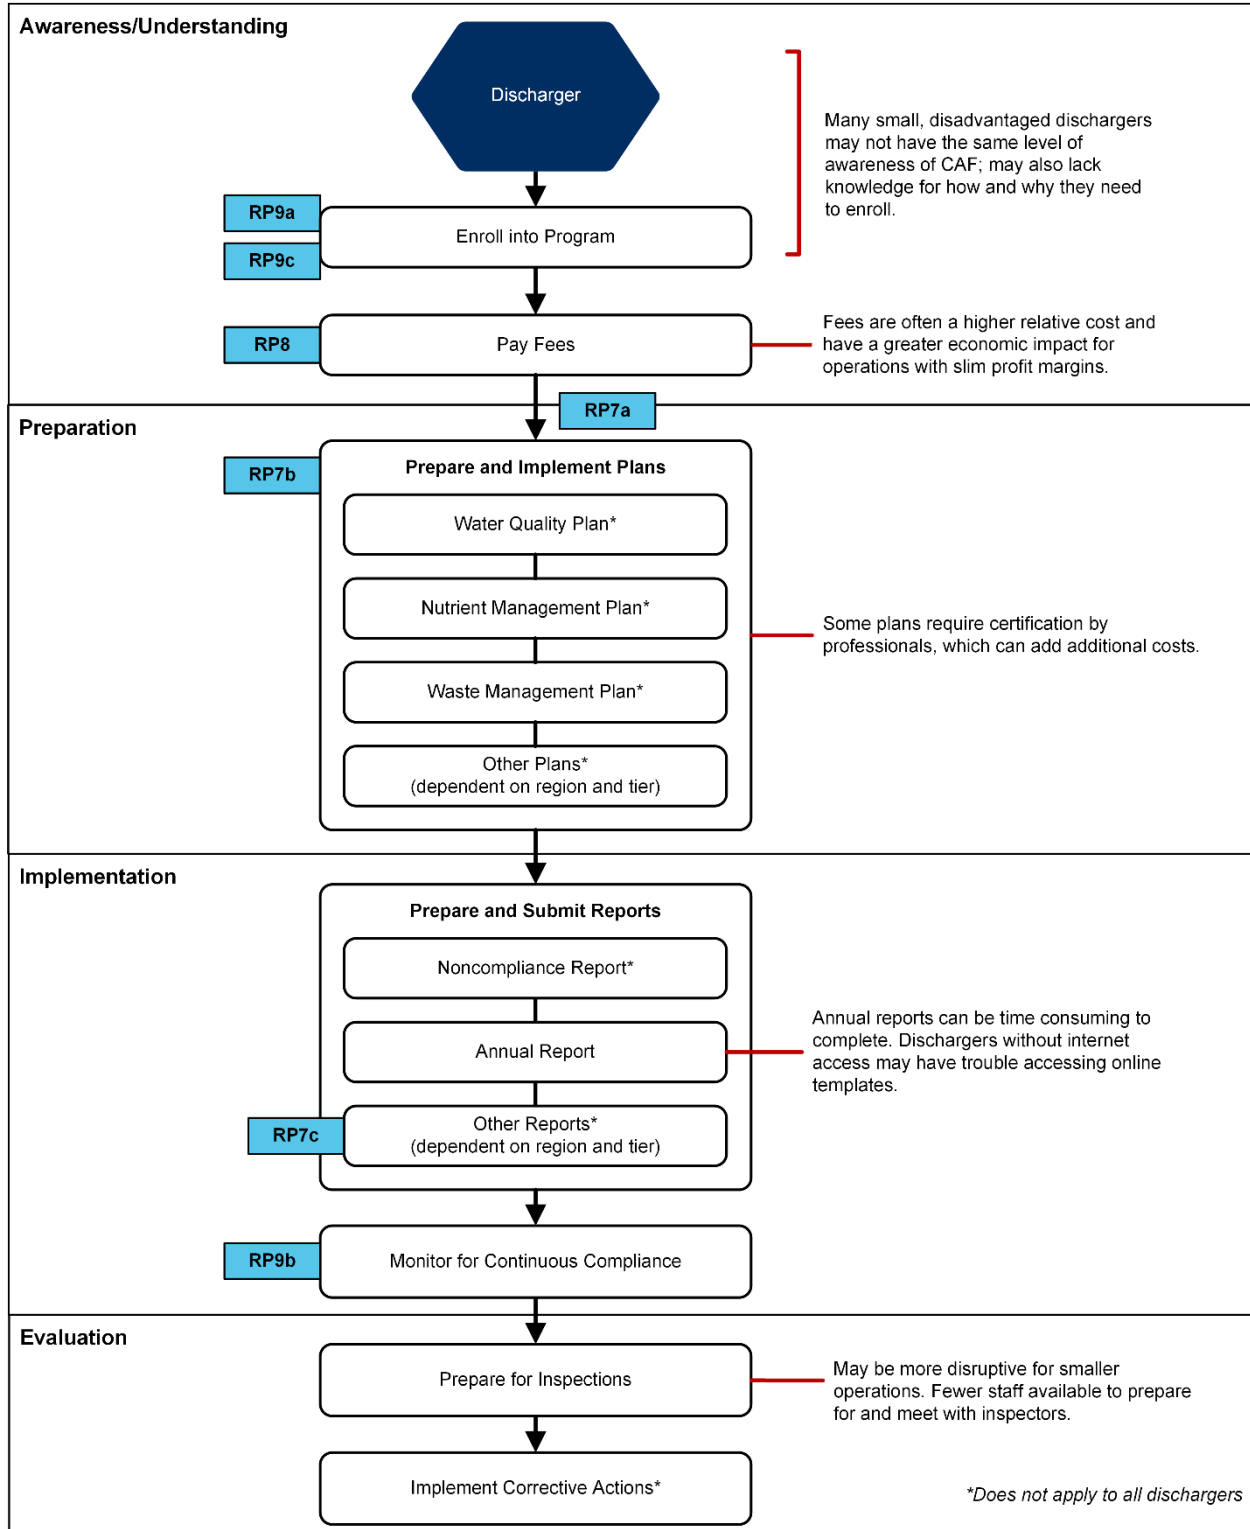 Awareness/Understanding
Discharger
Many small, disadvantaged dischargers
may not have the same level of
awareness of CAF; may also lack
knowledge for how and why they need
to enroll.
RP9a
Enroll into Program
RP9c
RP8
Pay Fees
Fees are often a higher relative cost and
have a greater economic impact for
operations with slim profit margins.
RP7a
Preparation
RP7b
Prepare and Implement Plans
Water Quality Plan*
Nutrient Management Plan*
Some plans require certification by
professionals, which can add additional costs.
Waste Management Plan*
Other Plans*
(dependent on region and tier)
Implementation
Prepare and Submit Reports
Noncompliance Report*
Annual Report
Annual reports can be time consuming to
complete. Dischargers without internet
access may have trouble accessing online
templates.
RP7c
Other Reports*
(dependent on region and tier)
RP9b
Monitor for Continuous Compliance
Evaluation
Prepare for Inspections
May be more disruptive for smaller
operations. Fewer staff available to prepare
for and meet with inspectors.
Implement Corrective Actions*
*Does not apply to all dischargers